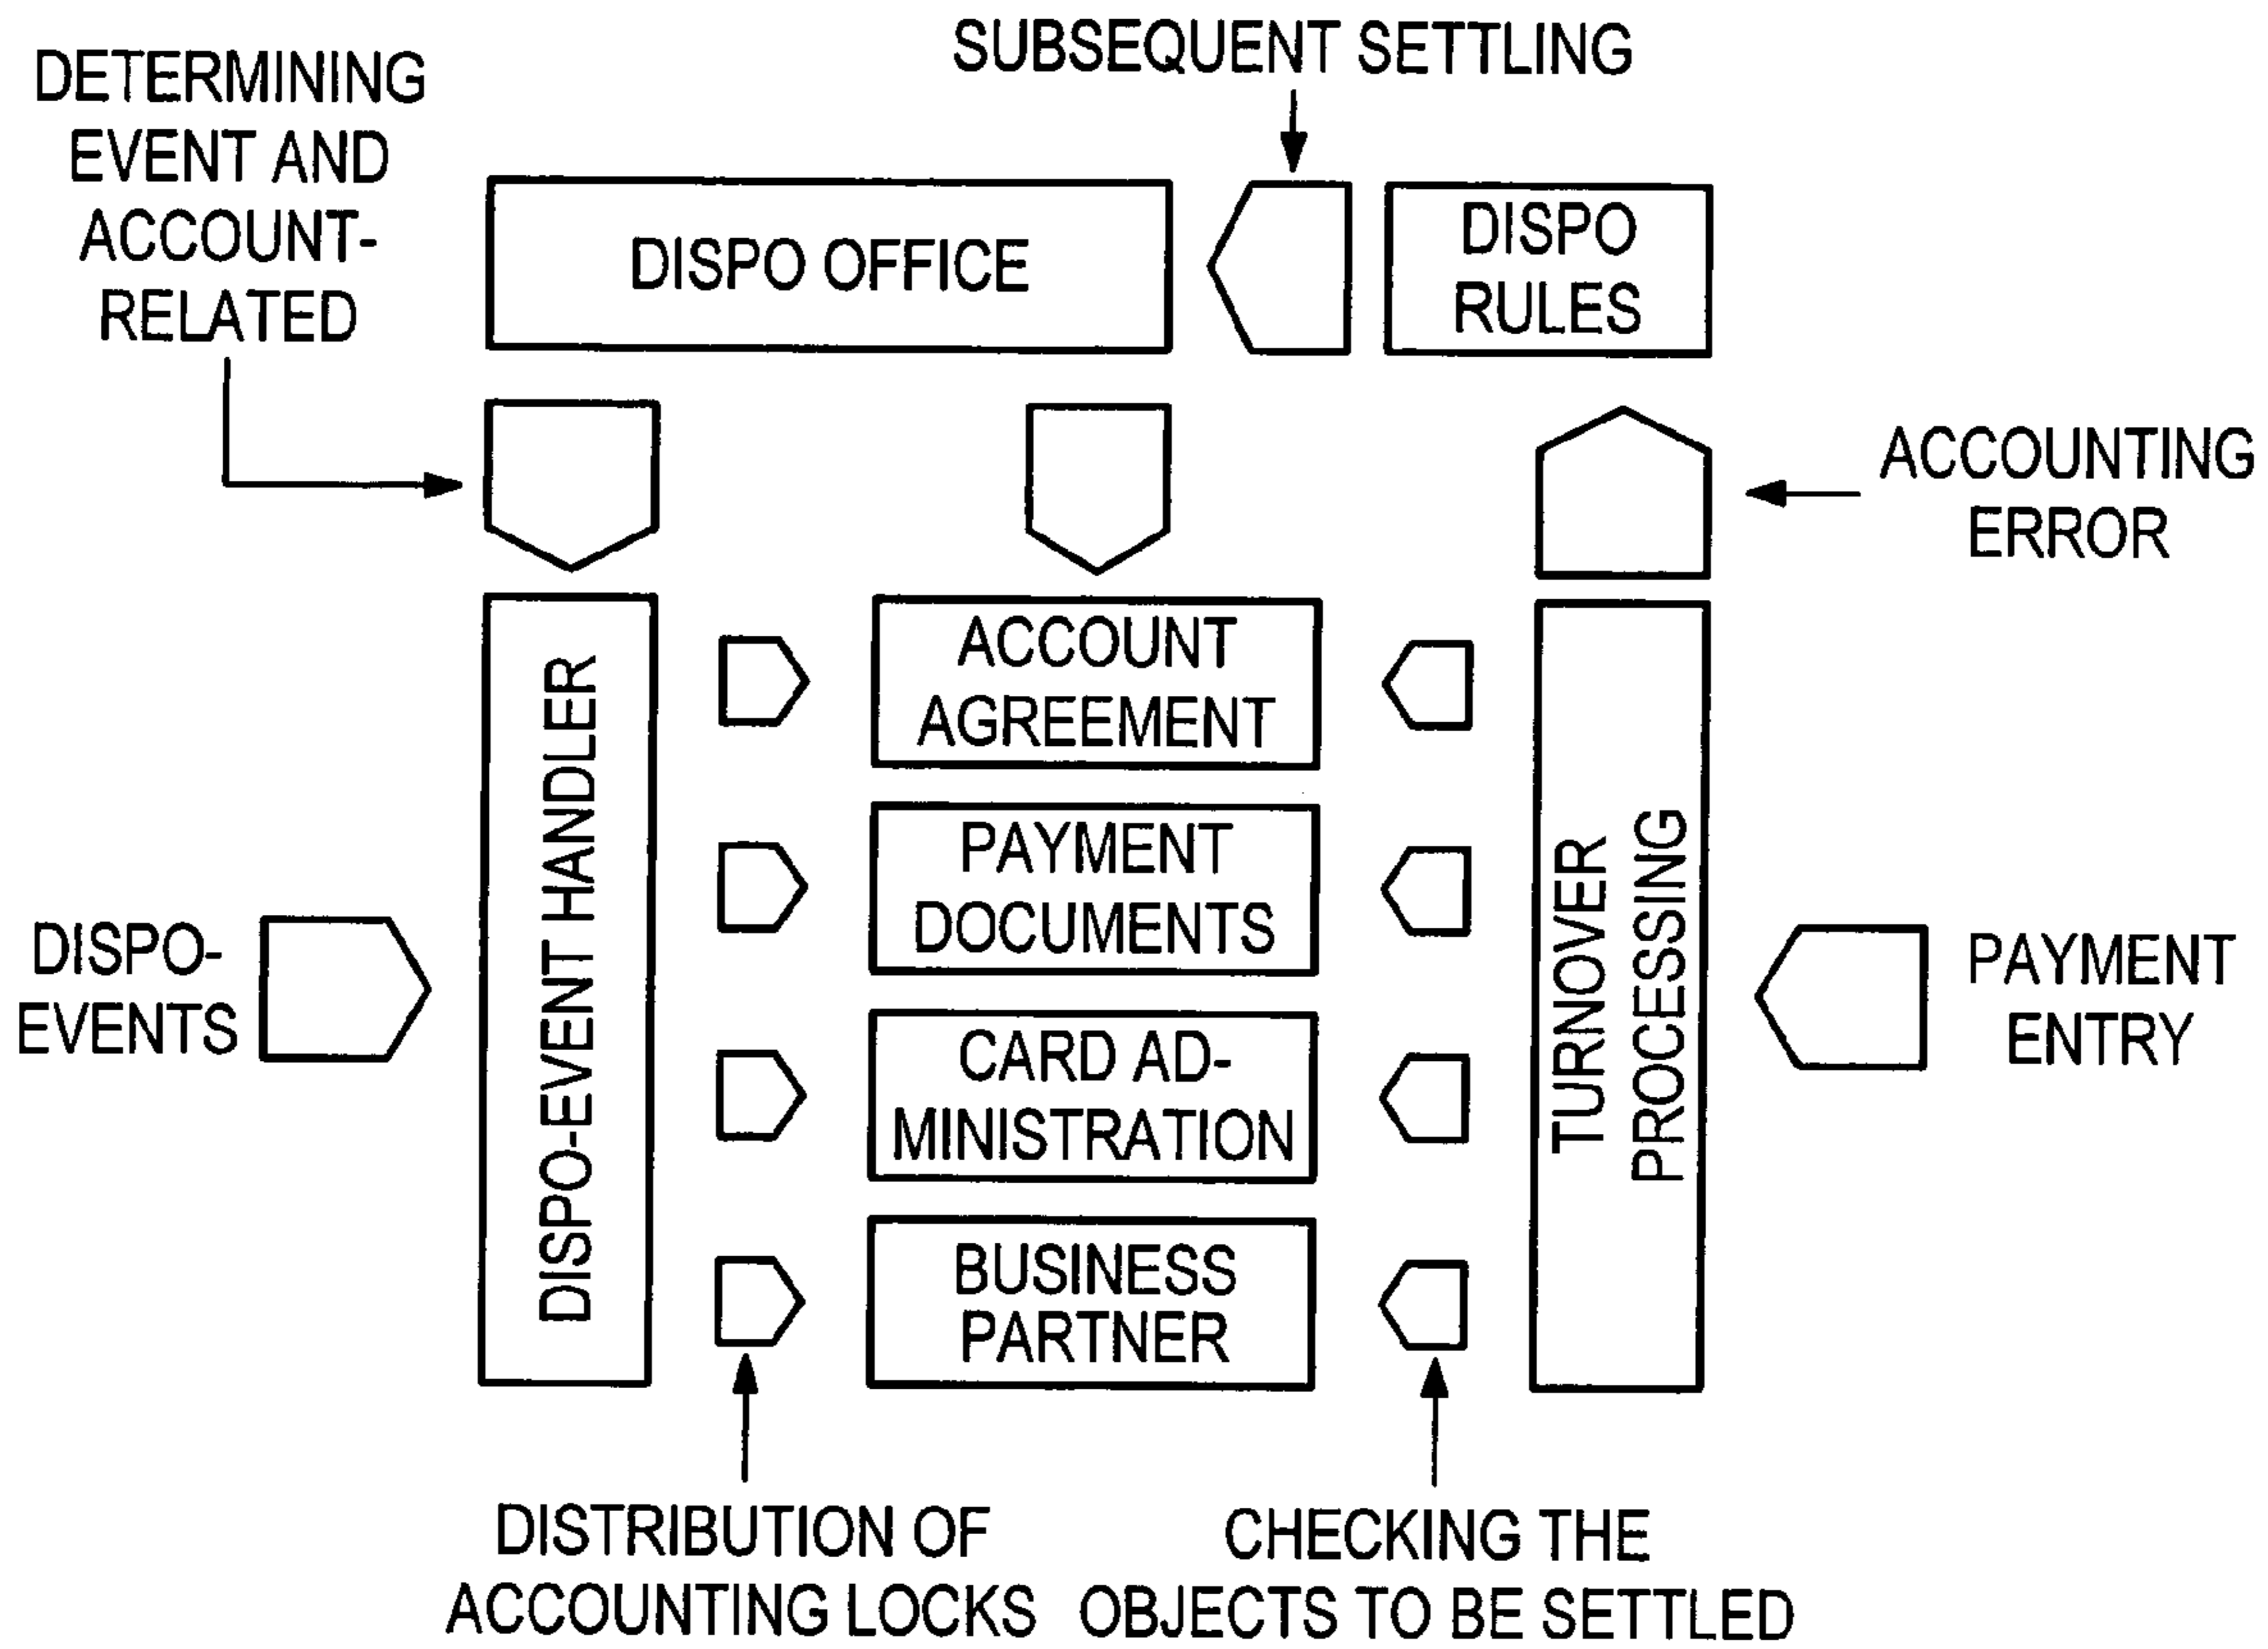 SUBSEQUENT SETTLING
DETERMINING
EVENT AND
ACCOUNT-
RELATED
DISPO OFFICE
DISPO
RULES
ACCOUNTING
ERROR
DISPO-EVENT HANDLER
ACCOUNT
AGREEMENT
PAYMENT
DOCUMENTS
CARD AD-
MINISTRATION
BUSINESS
PARTNER
TURNOVER
PROCESSING
DISPO-
EVENTS
PAYMENT
ENTRY
DISTRIBUTION OF
ACCOUNTING LOCKS
CHECKING THE
OBJECTS TO BE SETTLED